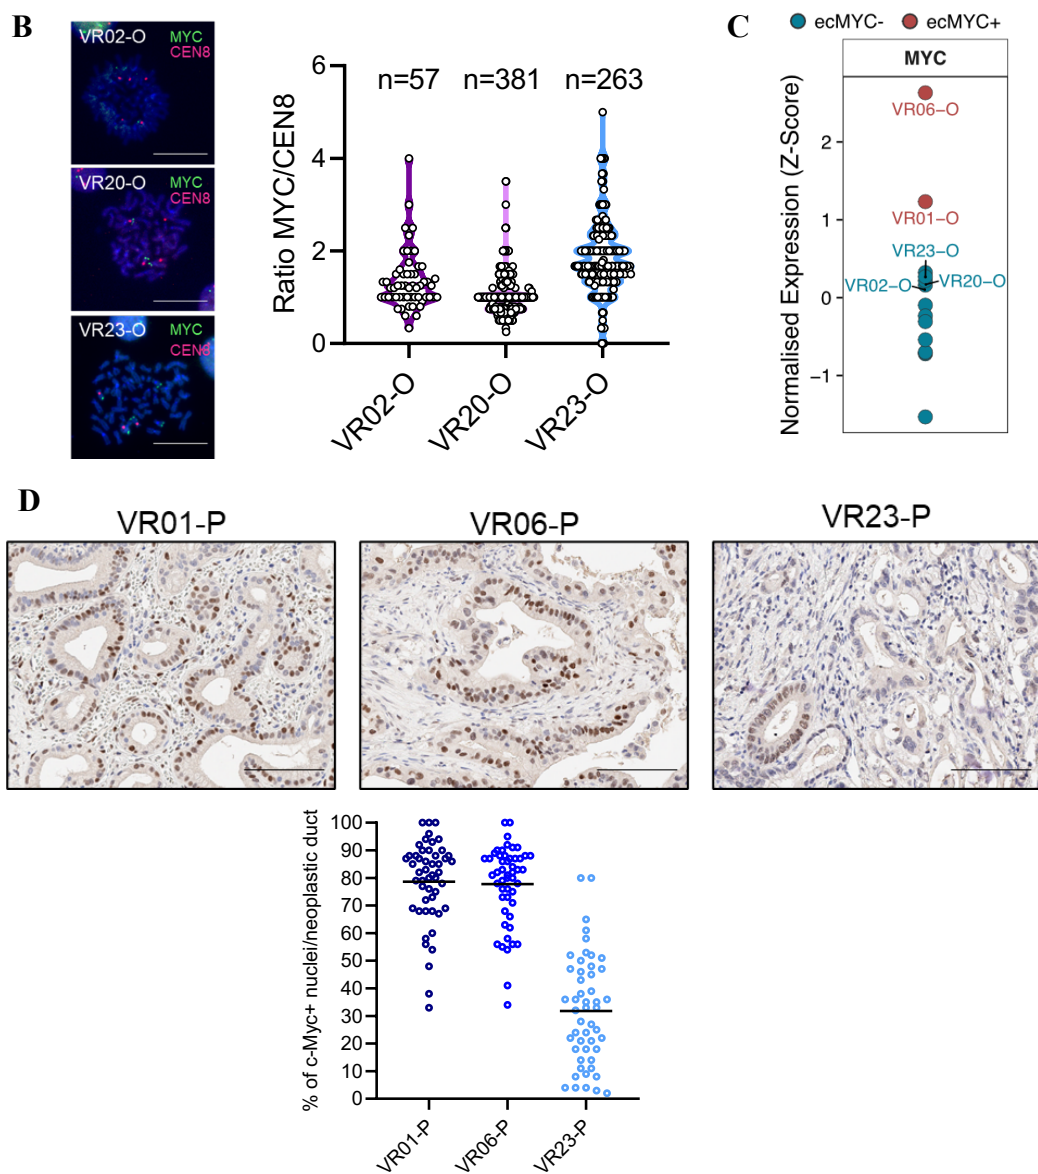 B
VR02-O MYC
CEN8
VR20-O MYC
CEN8
VR23-O MYC
CEN8
Ratio MYC/CEN8
6
4
2
0
n=57 n=381 n=263
VR02-O
VR20-O
VR23-O
C
ecMYC- ecMYC+
MYC
Normalised Expression (Z-Score)
2
1
0
−1
VR06−O
VR01−O
VR23−O
VR02−O VR20−O
D
VR01-P VR06-P VR23-P
% of c-Myc+ nuclei/neoplastic duct
100
90
80
70
60
50
40
30
20
10
0
VR01-P
VR06-P
VR23-P